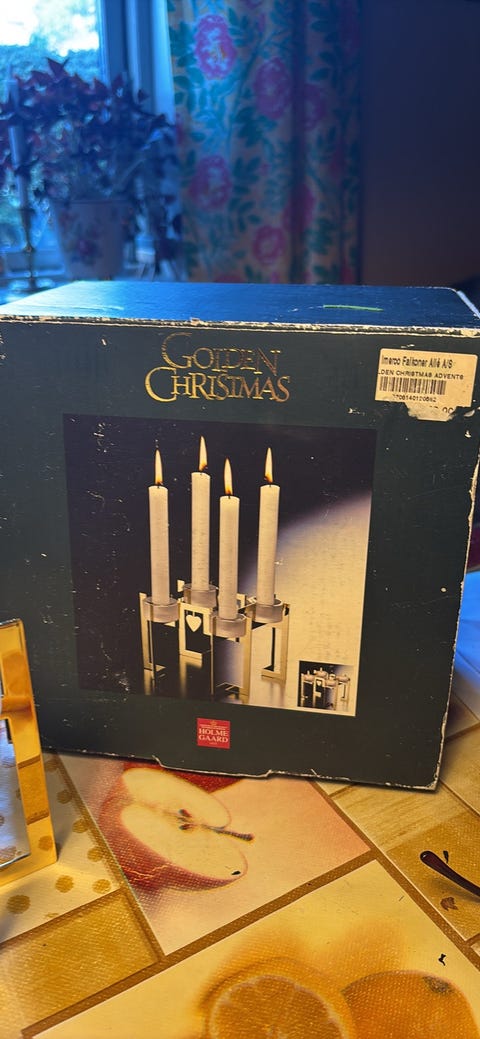 GOLDEN
CHRISTMAS
Imerco Falkoner Allé A/S
LDEN CHRISTMAS ADVENTS
HOLME
GAARD